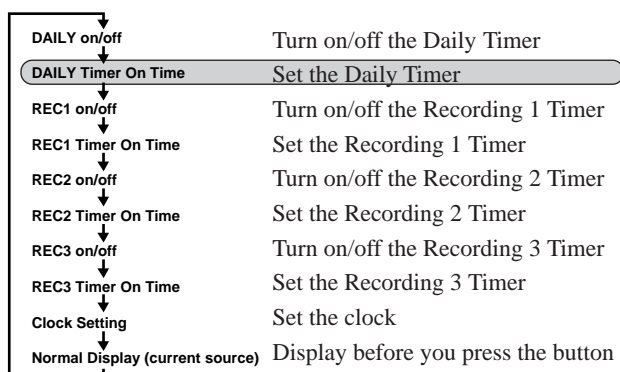 DAILY on/off Turn on/off the Daily Timer
DAILY Timer On Time Set the Daily Timer
REC1 on/off Turn on/off the Recording 1 Timer
REC1 Timer On Time Set the Recording 1 Timer
REC2 on/off Turn on/off the Recording 2 Timer
REC2 Timer On Time Set the Recording 2 Timer
REC3 on/off Turn on/off the Recording 3 Timer
REC3 Timer On Time Set the Recording 3 Timer
Clock Setting Set the clock
Normal Display (current source) Display before you press the button